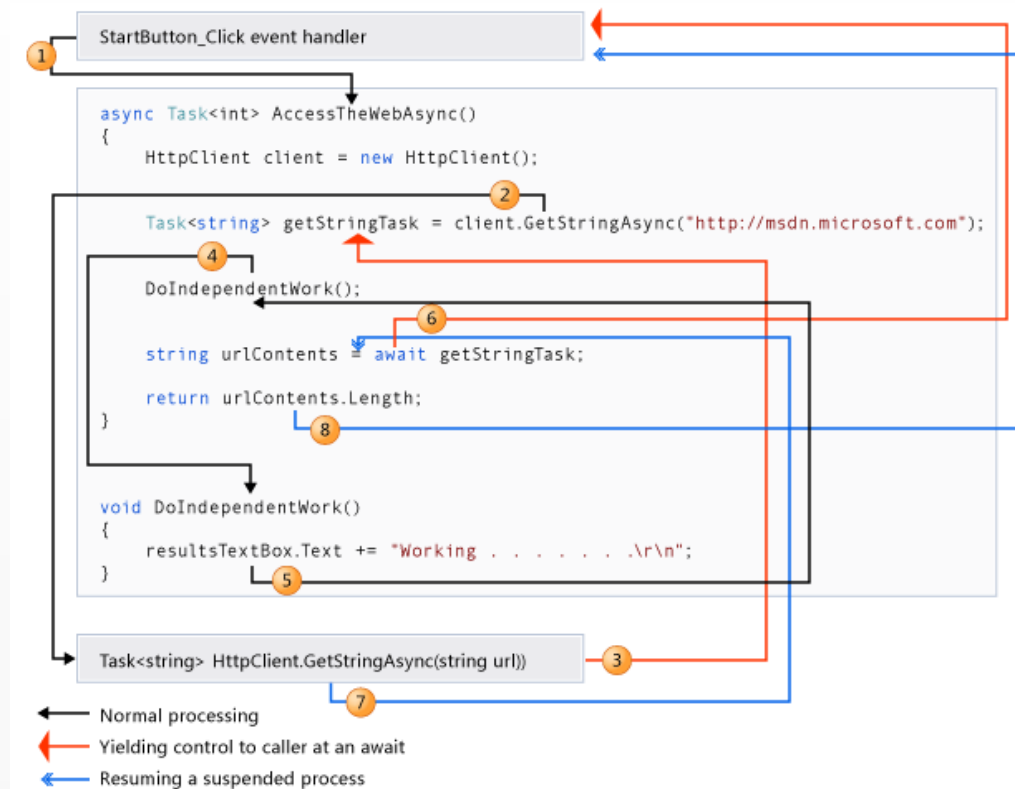 StartButton_Click event handler
1
async Task<int> AccessTheWebAsync()
{
HttpClient client = new HttpClient();
2
Task<string> getStringTask = client.GetStringAsync("http://msdn.microsoft.com");
4
DoIndependentWork();
6
string urlContents = await getStringTask;
return urlContents.Length;
}
8
void DoIndependentWork()
{
resultsTextBox.Text += "Working . . . . . . .\r\n";
}
5
Task<string> HttpClient.GetStringAsync(string url))
3
7
Normal processing
Yielding control to caller at an await
Resuming a suspended process